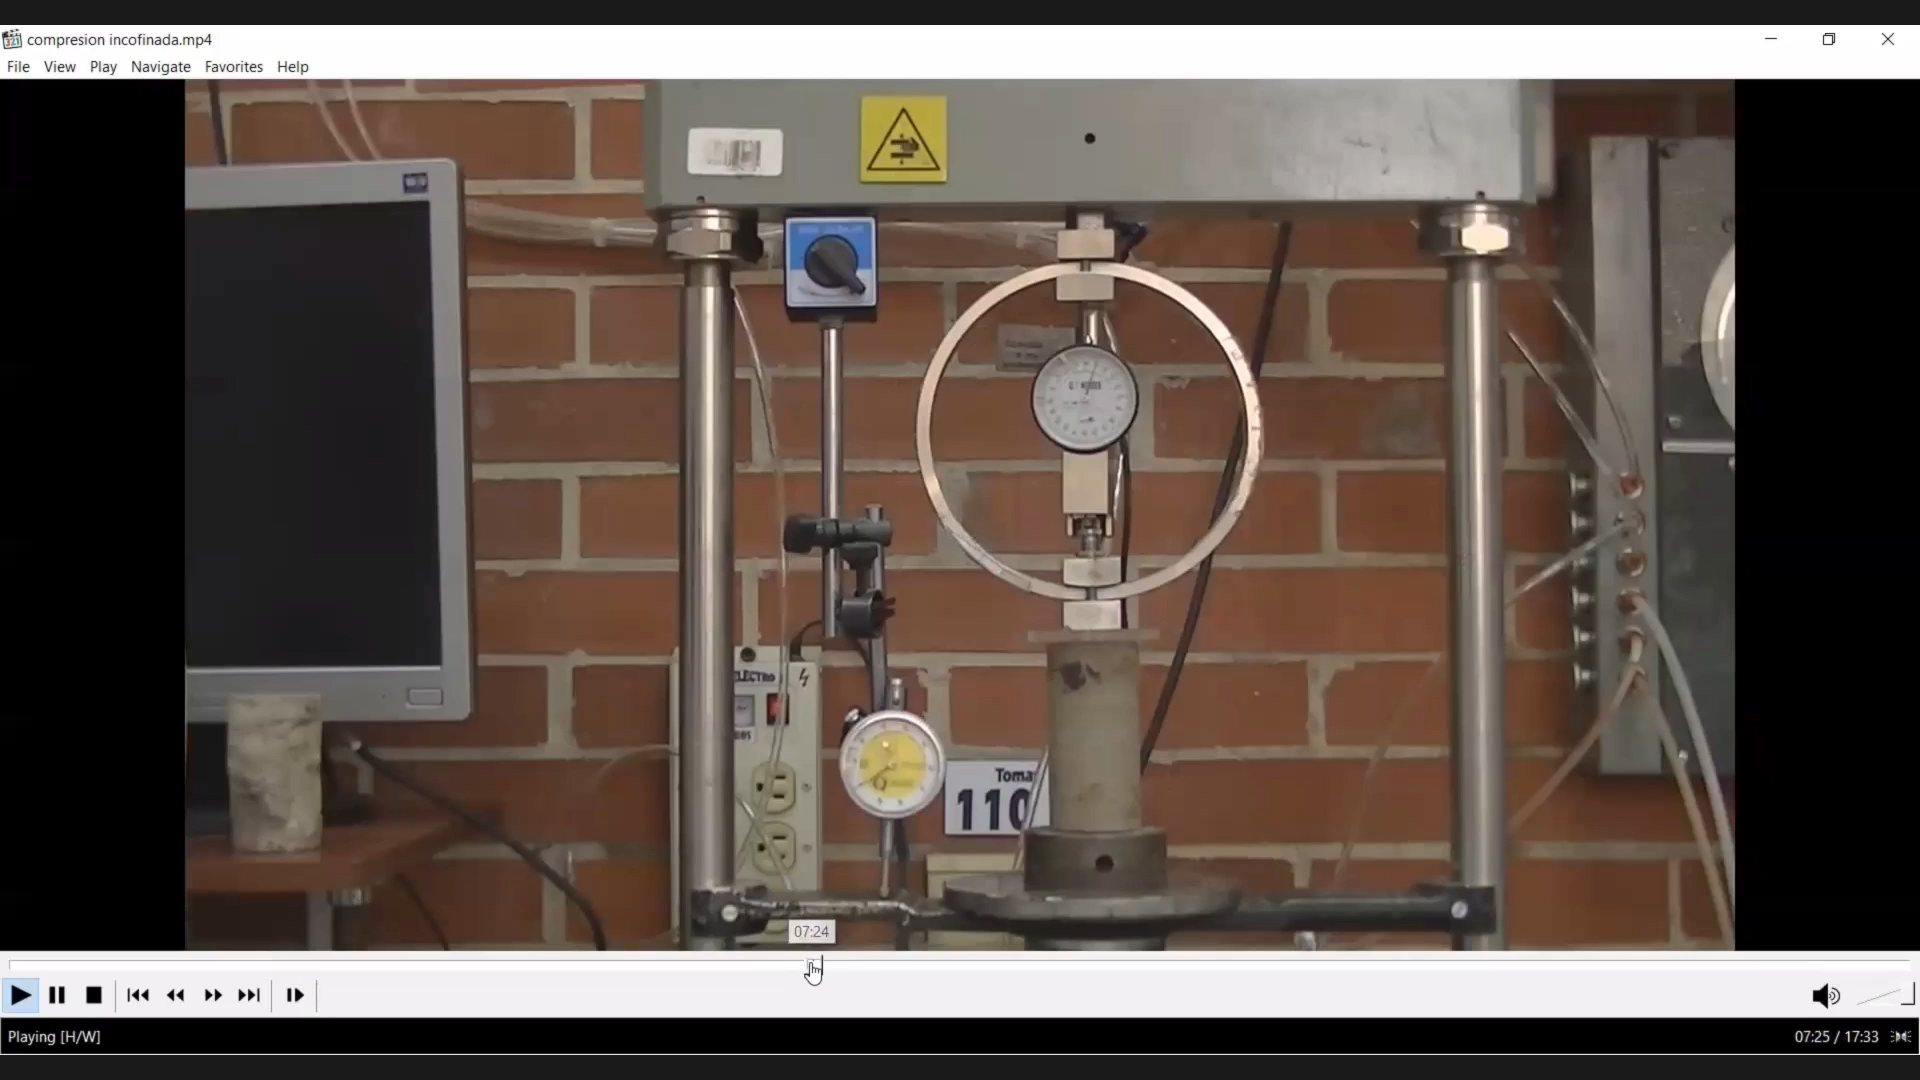 compresion incofinada.mp4
File View Play Navigate Favorites Help
ELECTRO
Toma
110
07:24
Playing [H/W]
07:25 / 17:33